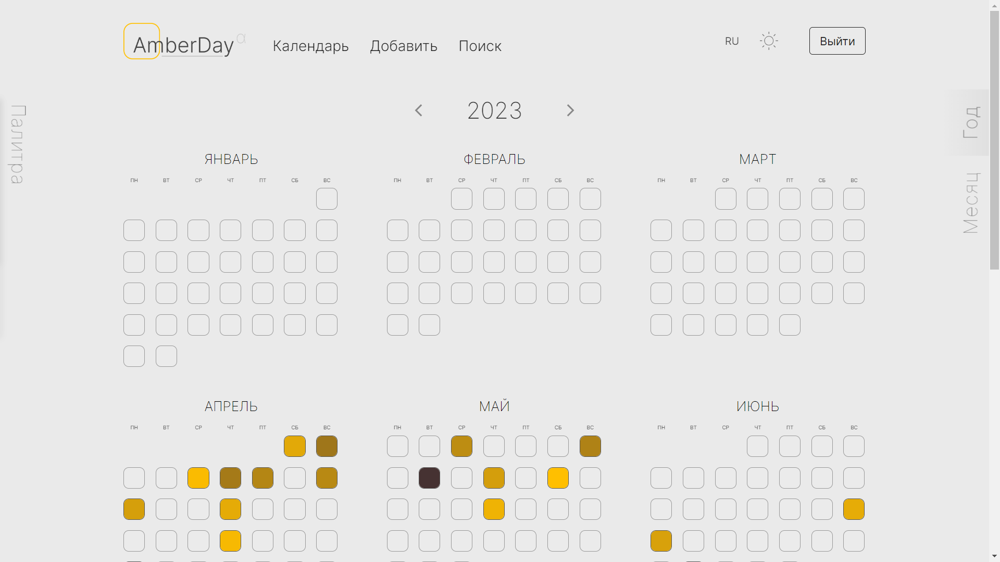 AmberDay α
Календарь Добавить Поиск
RU
Выйти
Палитра
2023
Год
Месяц
ЯНВАРЬ
ПН ВТ СР ЧТ ПТ СБ ВС
ФЕВРАЛЬ
ПН ВТ СР ЧТ ПТ СБ ВС
МАРТ
ПН ВТ СР ЧТ ПТ СБ ВС
АПРЕЛЬ
ПН ВТ СР ЧТ ПТ СБ ВС
МАЙ
ПН ВТ СР ЧТ ПТ СБ ВС
ИЮНЬ
ПН ВТ СР ЧТ ПТ СБ ВС